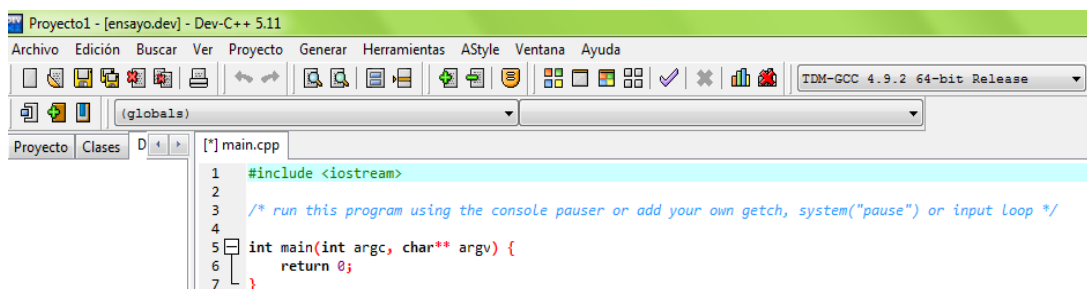 Proyecto1 - [ensayo.dev] - Dev-C++ 5.11
Archivo Edición Buscar Ver Proyecto Generar Herramientas AStyle Ventana Ayuda
TDM-GCC 4.9.2 64-bit Release
(globals)
Proyecto Clases D [*] main.cpp
1 #include <iostream>
2
3 /* run this program using the console pauser or add your own getch, system("pause") or input loop */
4
5 int main(int argc, char** argv) {
6 return 0;
7 }